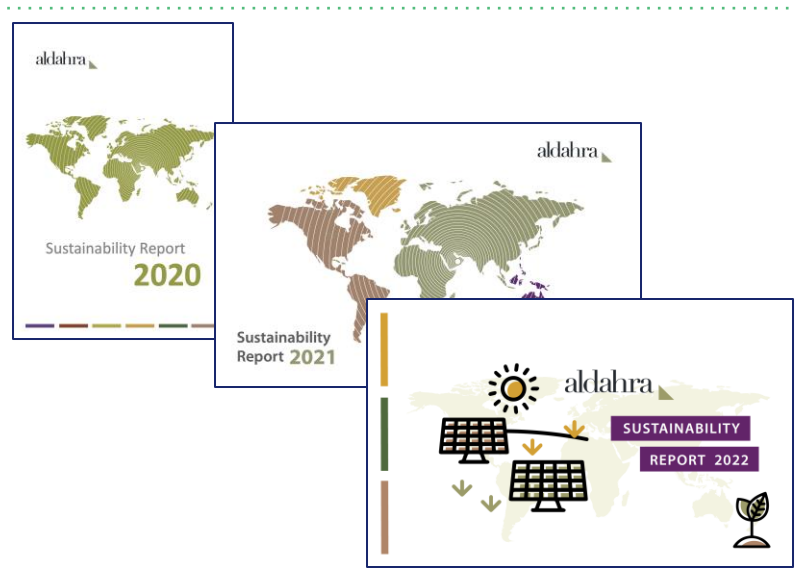 aldahra
Sustainability Report
2020
aldahra
Sustainability
Report 2021
aldahra
SUSTAINABILITY
REPORT 2022